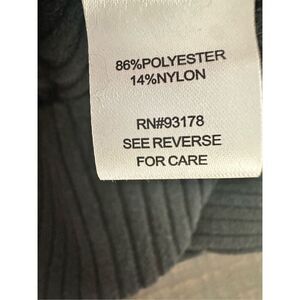 86%POLYESTER
14%NYLON
RN#93178
SEE REVERSE
FOR CARE